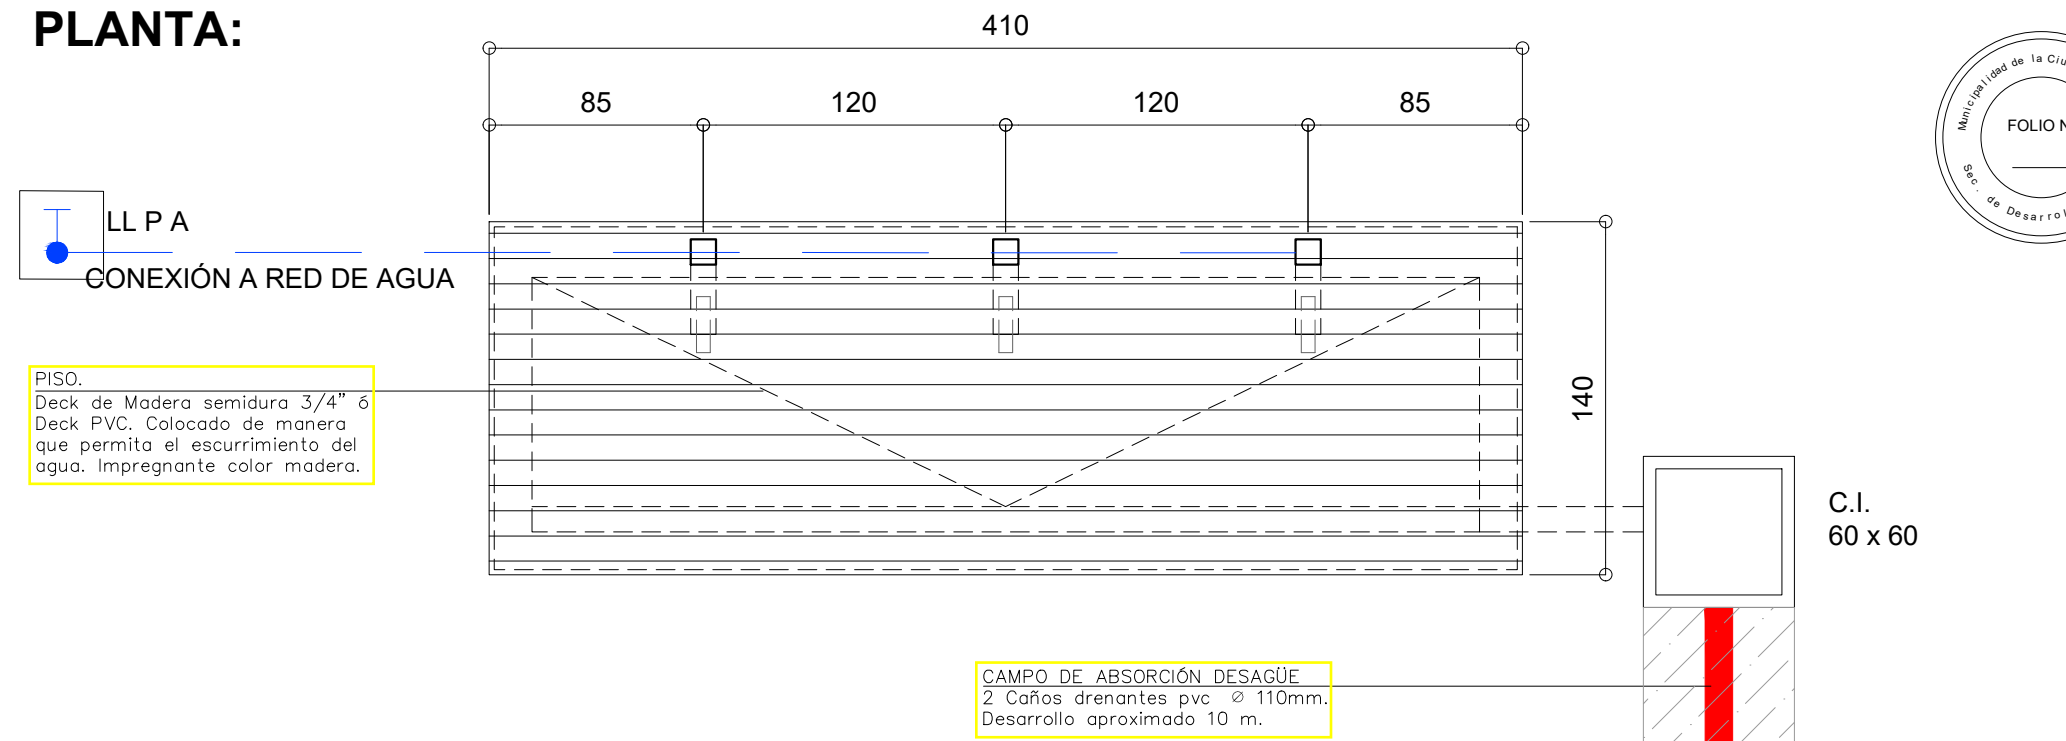 PLANTA:
410
85
120
120
85
Municipalidad de la
FOLIO
Sec. de
LL P A
CONEXIÓN A RED DE AGUA
140
PISO.
Deck de Madera semidura 3/4" ó
Deck PVC. Colocado de manera
que permita el escurrimiento del
agua. Impregnante color madera.
C.I.
60 x 60
CAMPO DE ABSORCIÓN DESAGÜE
2 Caños drenantes pvc ∅ 110mm.
Desarrollo aproximado 10 m.